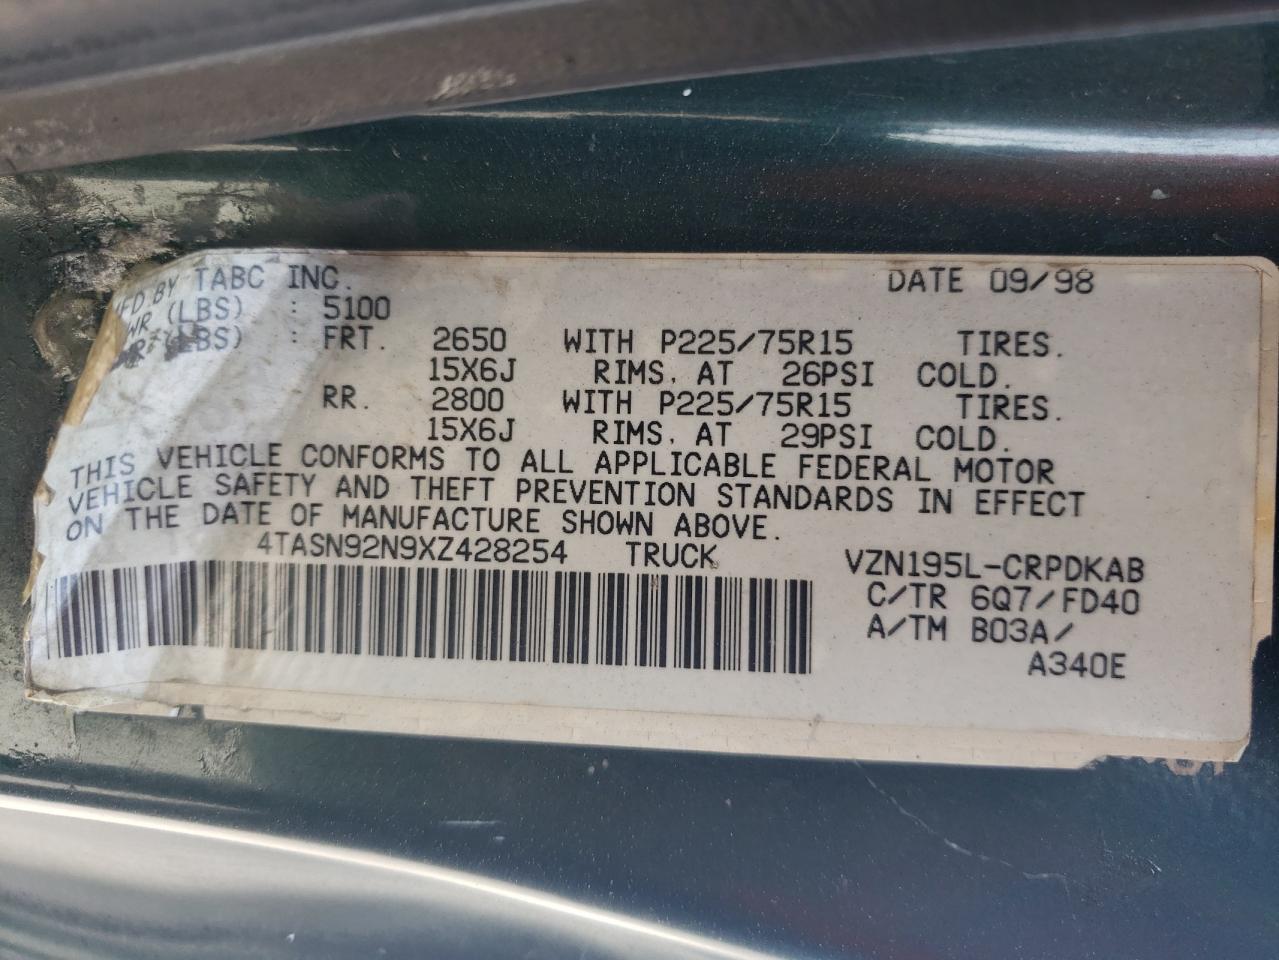 MFD.BY TABC INC. DATE 09/98
(LBS) : 5100
(LBS) : FRT. 2650 WITH P225/75R15 TIRES.
15X6J RIMS, AT 26PSI COLD.
RR. 2800 WITH P225/75R15 TIRES.
15X6J RIMS, AT 29PSI COLD.
THIS VEHICLE CONFORMS TO ALL APPLICABLE FEDERAL MOTOR
VEHICLE SAFETY AND THEFT PREVENTION STANDARDS IN EFFECT
ON THE DATE OF MANUFACTURE SHOWN ABOVE.
4TASN92N9XZ428254 TRUCK VZN195L-CRPDKAB
C/TR 6Q7/FD40
A/TM B03A/
A340E